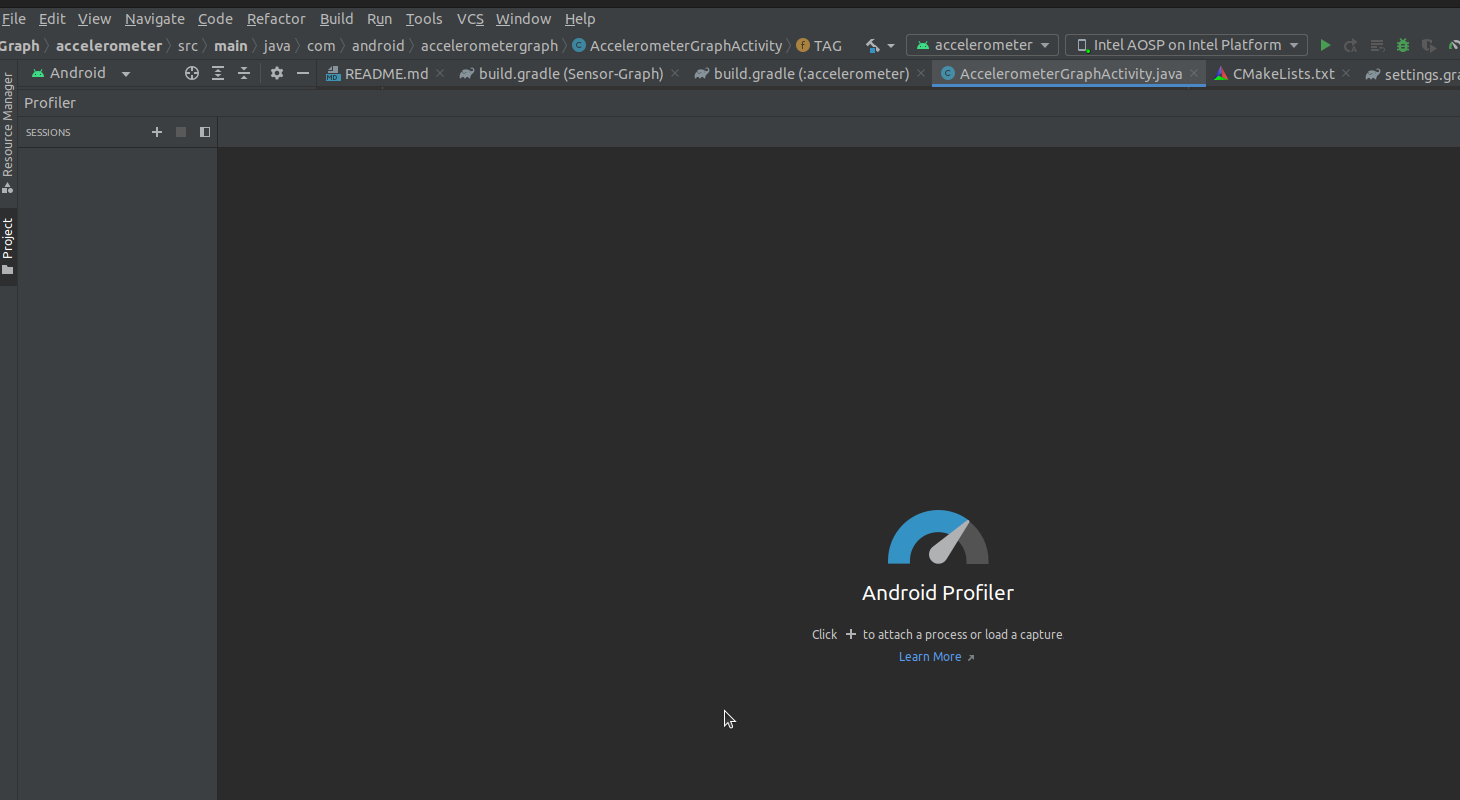 File Edit View Navigate Code Refactor Build Run Tools VCS Window Help
Graph accelerometer src main java com android accelerometergraph C AccelerometerGraphActivity f TAG accelerometer Intel AOSP on Intel Platform
Android MD README.md build.gradle (Sensor-Graph) build.gradle (:accelerometer) C AccelerometerGraphActivity.java CMakeLists.txt settings.gra
Resource Manager
Project
Profiler
SESSIONS
Android Profiler
Click + to attach a process or load a capture
Learn More